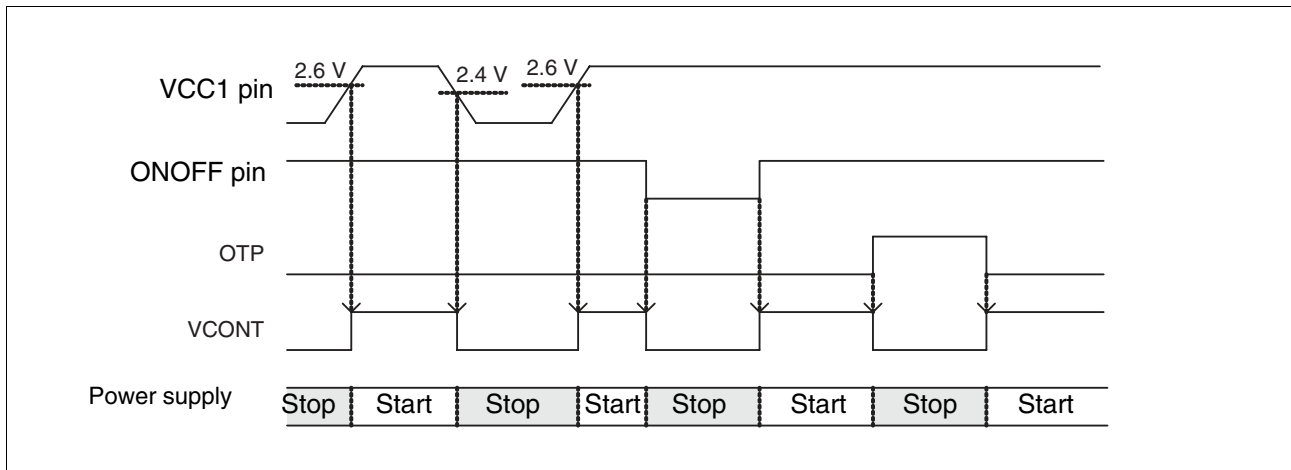 2.6 V
2.4 V
2.6 V
VCC1 pin
ONOFF pin
OTP
VCONT
Power supply
Stop
Start
Stop
Start
Stop
Start
Stop
Start